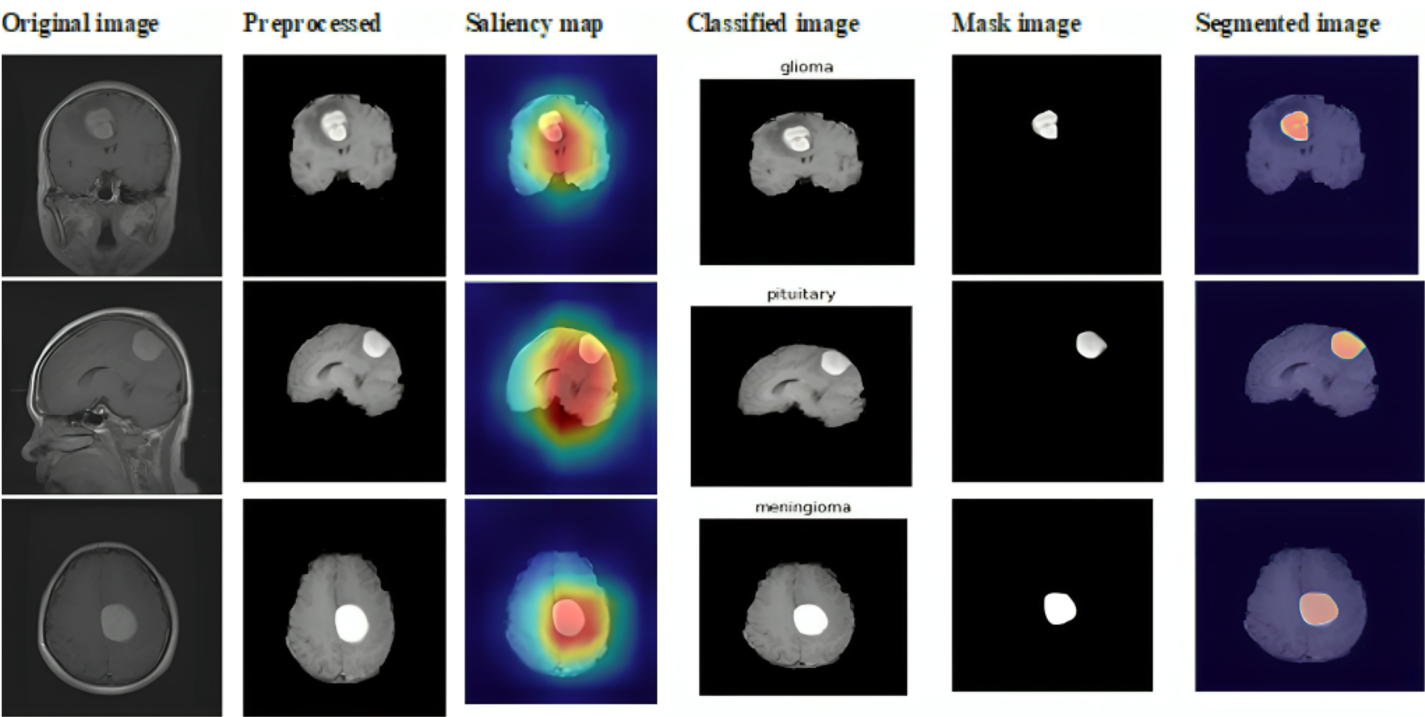 Original image
Preprocessed
Saliency map
Classified image
Mask image
Segmented image
glioma
pituitary
meningioma